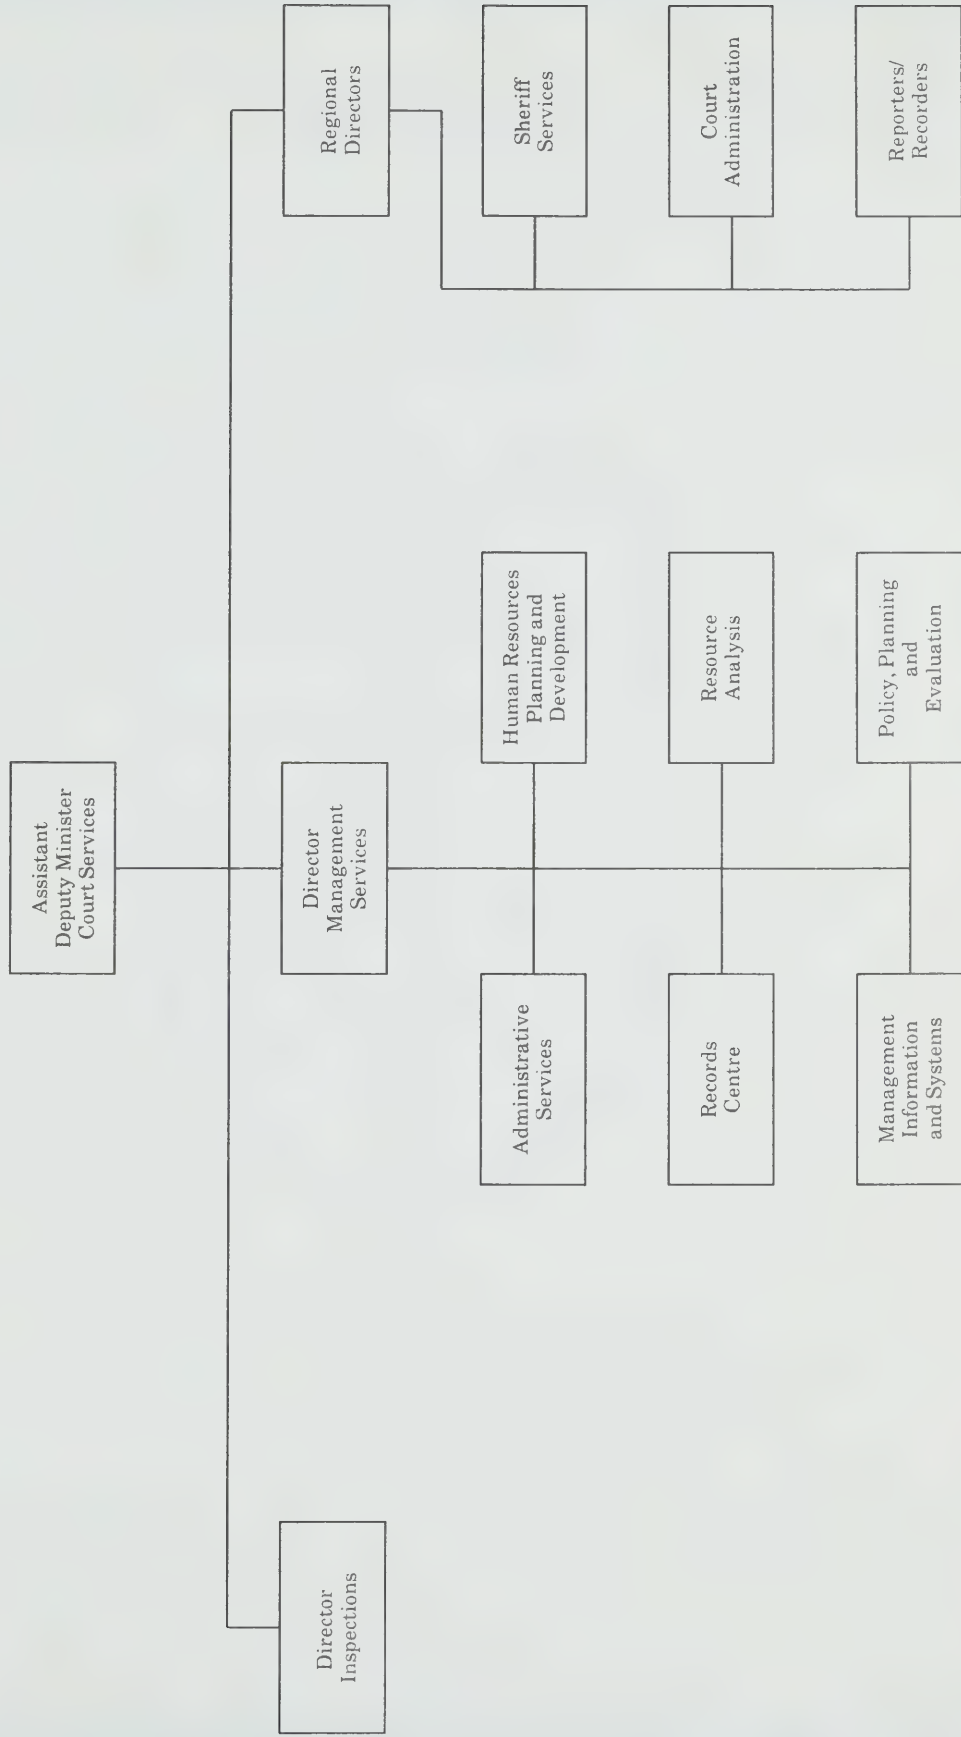 Assistant
Deputy Minister
Court Services
Director
Inspections
Director
Management
Services
Regional
Directors
Administrative
Services
Human Resources
Planning and
Development
Sheriff
Services
Records
Centre
Resource
Analysis
Court
Administration
Management
Information
and Systems
Policy, Planning
and
Evaluation
Reporters/
Recorders